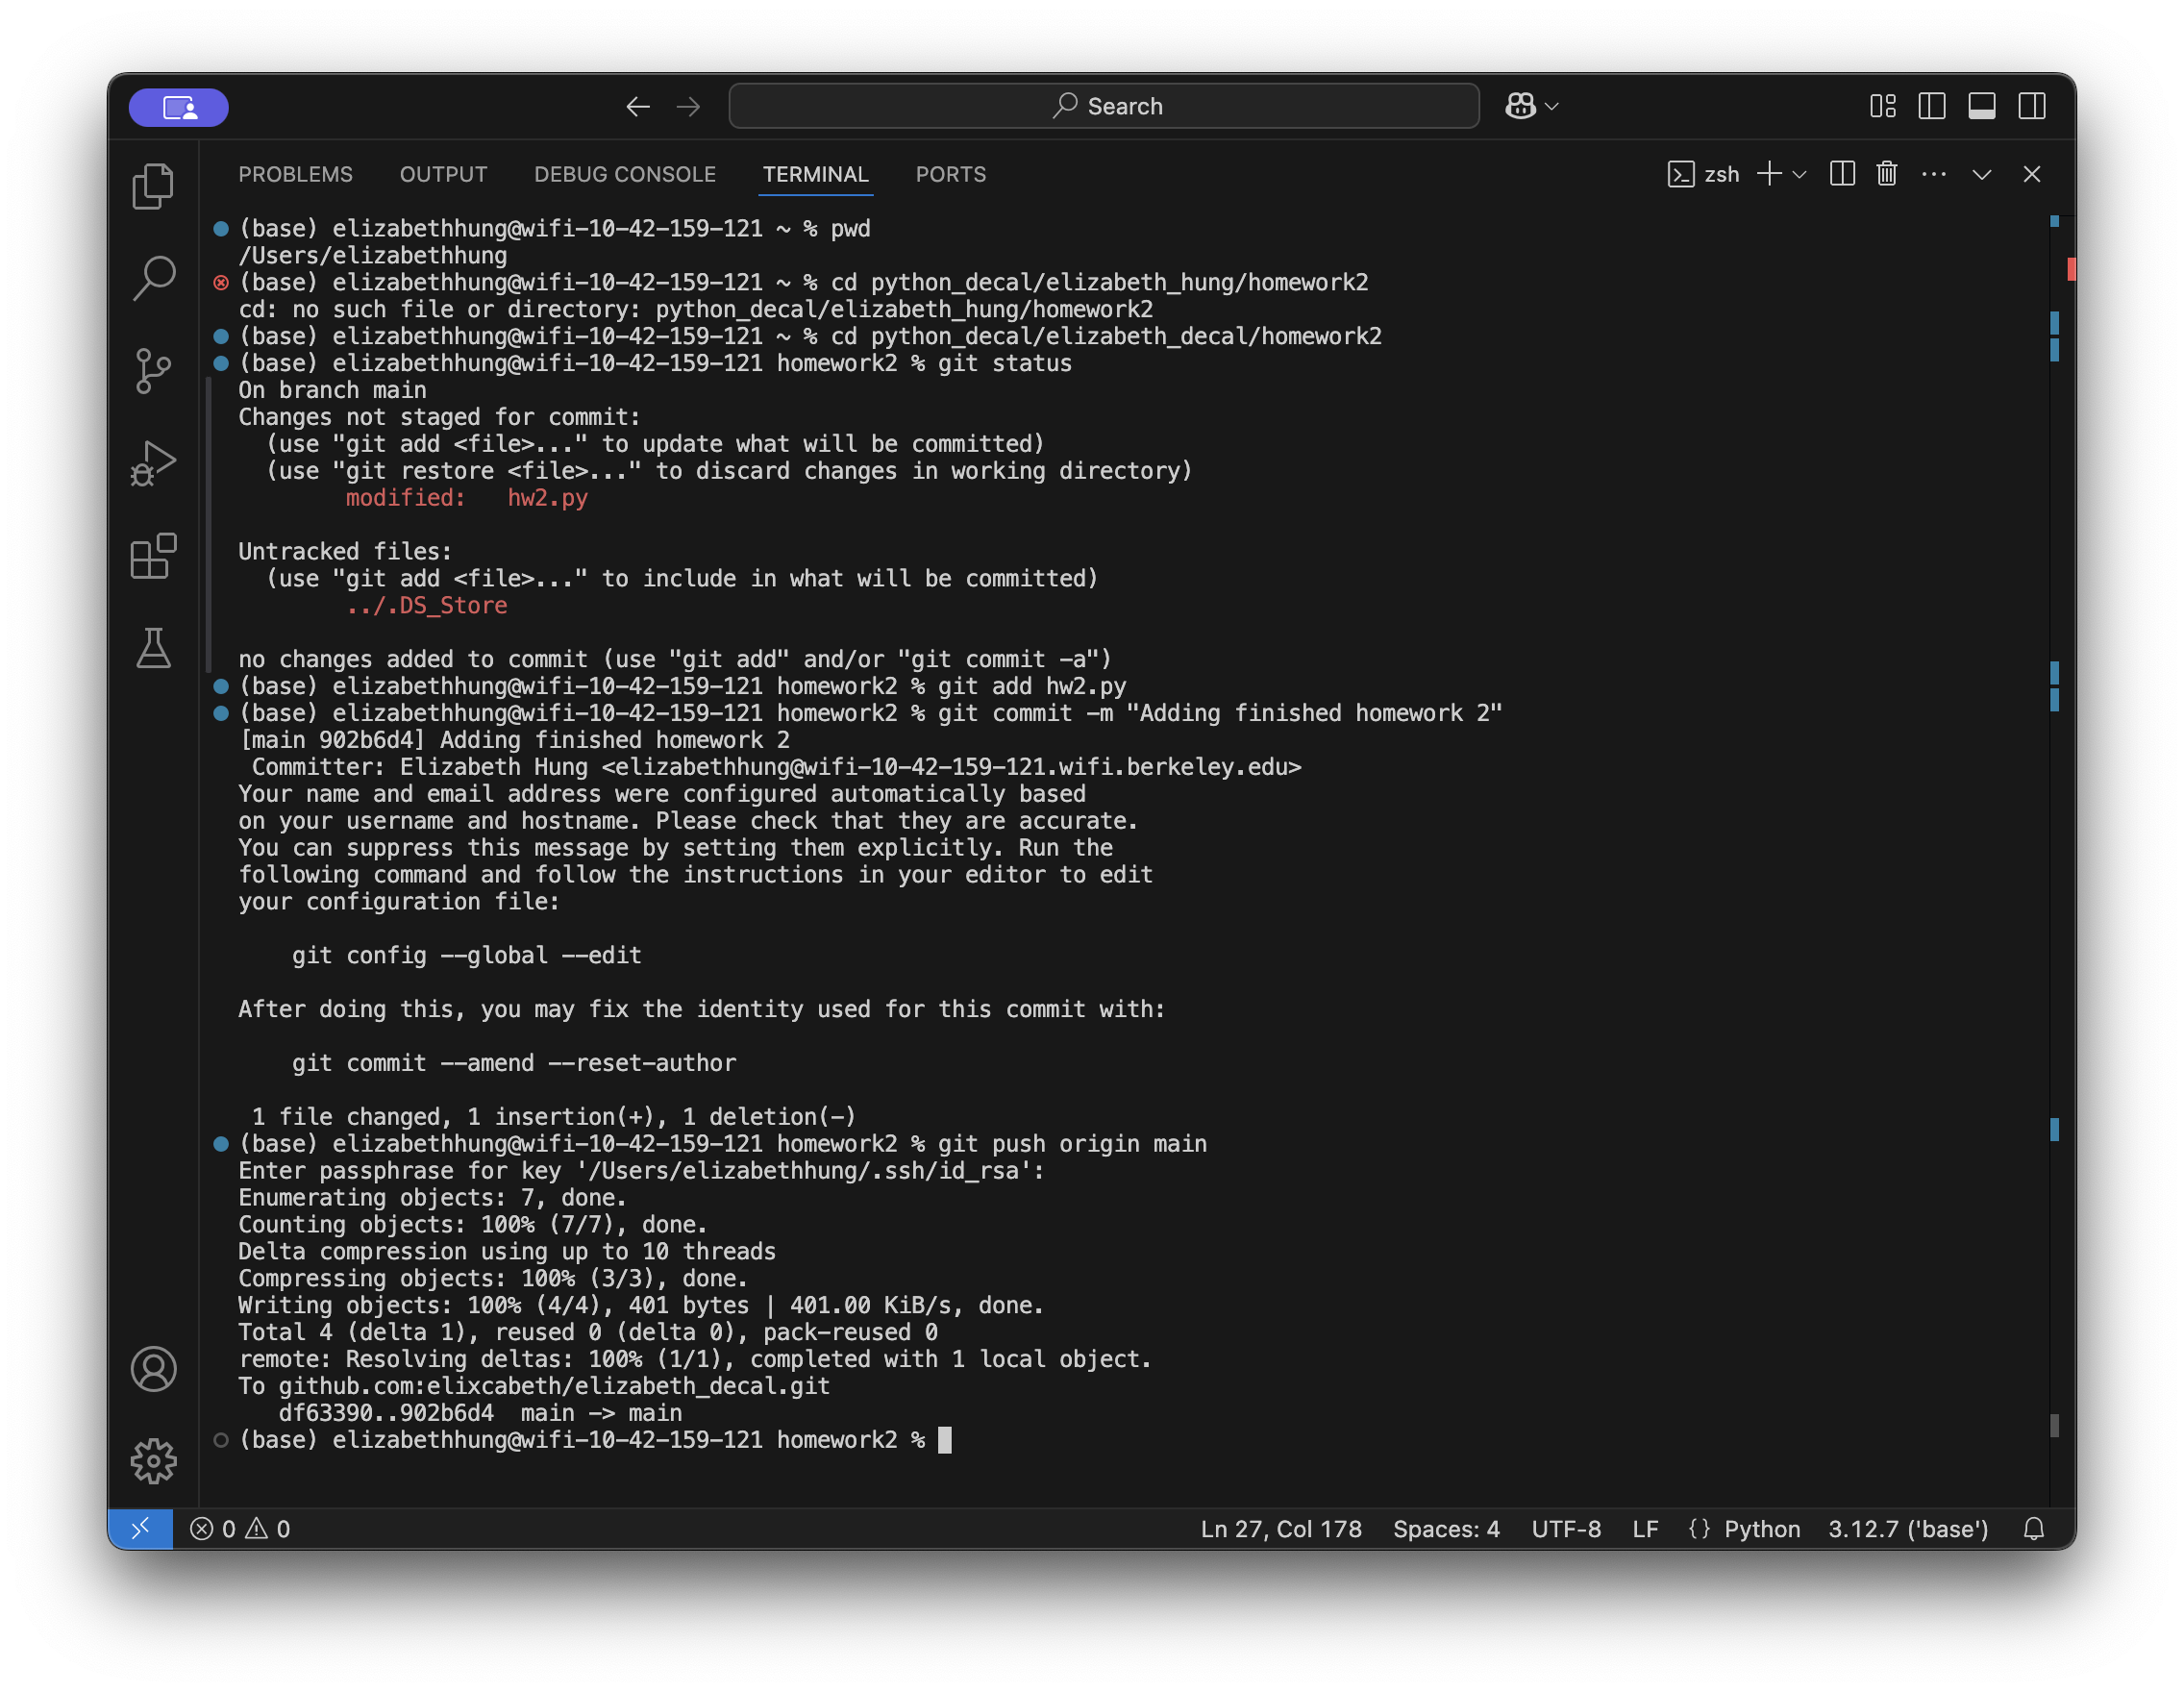 Search
PROBLEMS OUTPUT DEBUG CONSOLE TERMINAL PORTS zsh
(base) elizabethhung@wifi-10-42-159-121 ~ % pwd
/Users/elizabethhung
(base) elizabethhung@wifi-10-42-159-121 ~ % cd python_decal/elizabeth_hung/homework2
cd: no such file or directory: python_decal/elizabeth_hung/homework2
(base) elizabethhung@wifi-10-42-159-121 ~ % cd python_decal/elizabeth_decal/homework2
(base) elizabethhung@wifi-10-42-159-121 homework2 % git status
On branch main
Changes not staged for commit:
  (use "git add <file>..." to update what will be committed)
  (use "git restore <file>..." to discard changes in working directory)
        modified:   hw2.py

Untracked files:
  (use "git add <file>..." to include in what will be committed)
        ../.DS_Store

no changes added to commit (use "git add" and/or "git commit -a")
(base) elizabethhung@wifi-10-42-159-121 homework2 % git add hw2.py
(base) elizabethhung@wifi-10-42-159-121 homework2 % git commit -m "Adding finished homework 2"
[main 902b6d4] Adding finished homework 2
 Committer: Elizabeth Hung <elizabethhung@wifi-10-42-159-121.wifi.berkeley.edu>
Your name and email address were configured automatically based
on your username and hostname. Please check that they are accurate.
You can suppress this message by setting them explicitly. Run the
following command and follow the instructions in your editor to edit
your configuration file:

    git config --global --edit

After doing this, you may fix the identity used for this commit with:

    git commit --amend --reset-author

 1 file changed, 1 insertion(+), 1 deletion(-)
(base) elizabethhung@wifi-10-42-159-121 homework2 % git push origin main
Enter passphrase for key '/Users/elizabethhung/.ssh/id_rsa':
Enumerating objects: 7, done.
Counting objects: 100% (7/7), done.
Delta compression using up to 10 threads
Compressing objects: 100% (3/3), done.
Writing objects: 100% (4/4), 401 bytes | 401.00 KiB/s, done.
Total 4 (delta 1), reused 0 (delta 0), pack-reused 0
remote: Resolving deltas: 100% (1/1), completed with 1 local object.
To github.com:elixcabeth/elizabeth_decal.git
   df63390..902b6d4  main -> main
(base) elizabethhung@wifi-10-42-159-121 homework2 %
0 0 Ln 27, Col 178 Spaces: 4 UTF-8 LF {} Python 3.12.7 ('base')